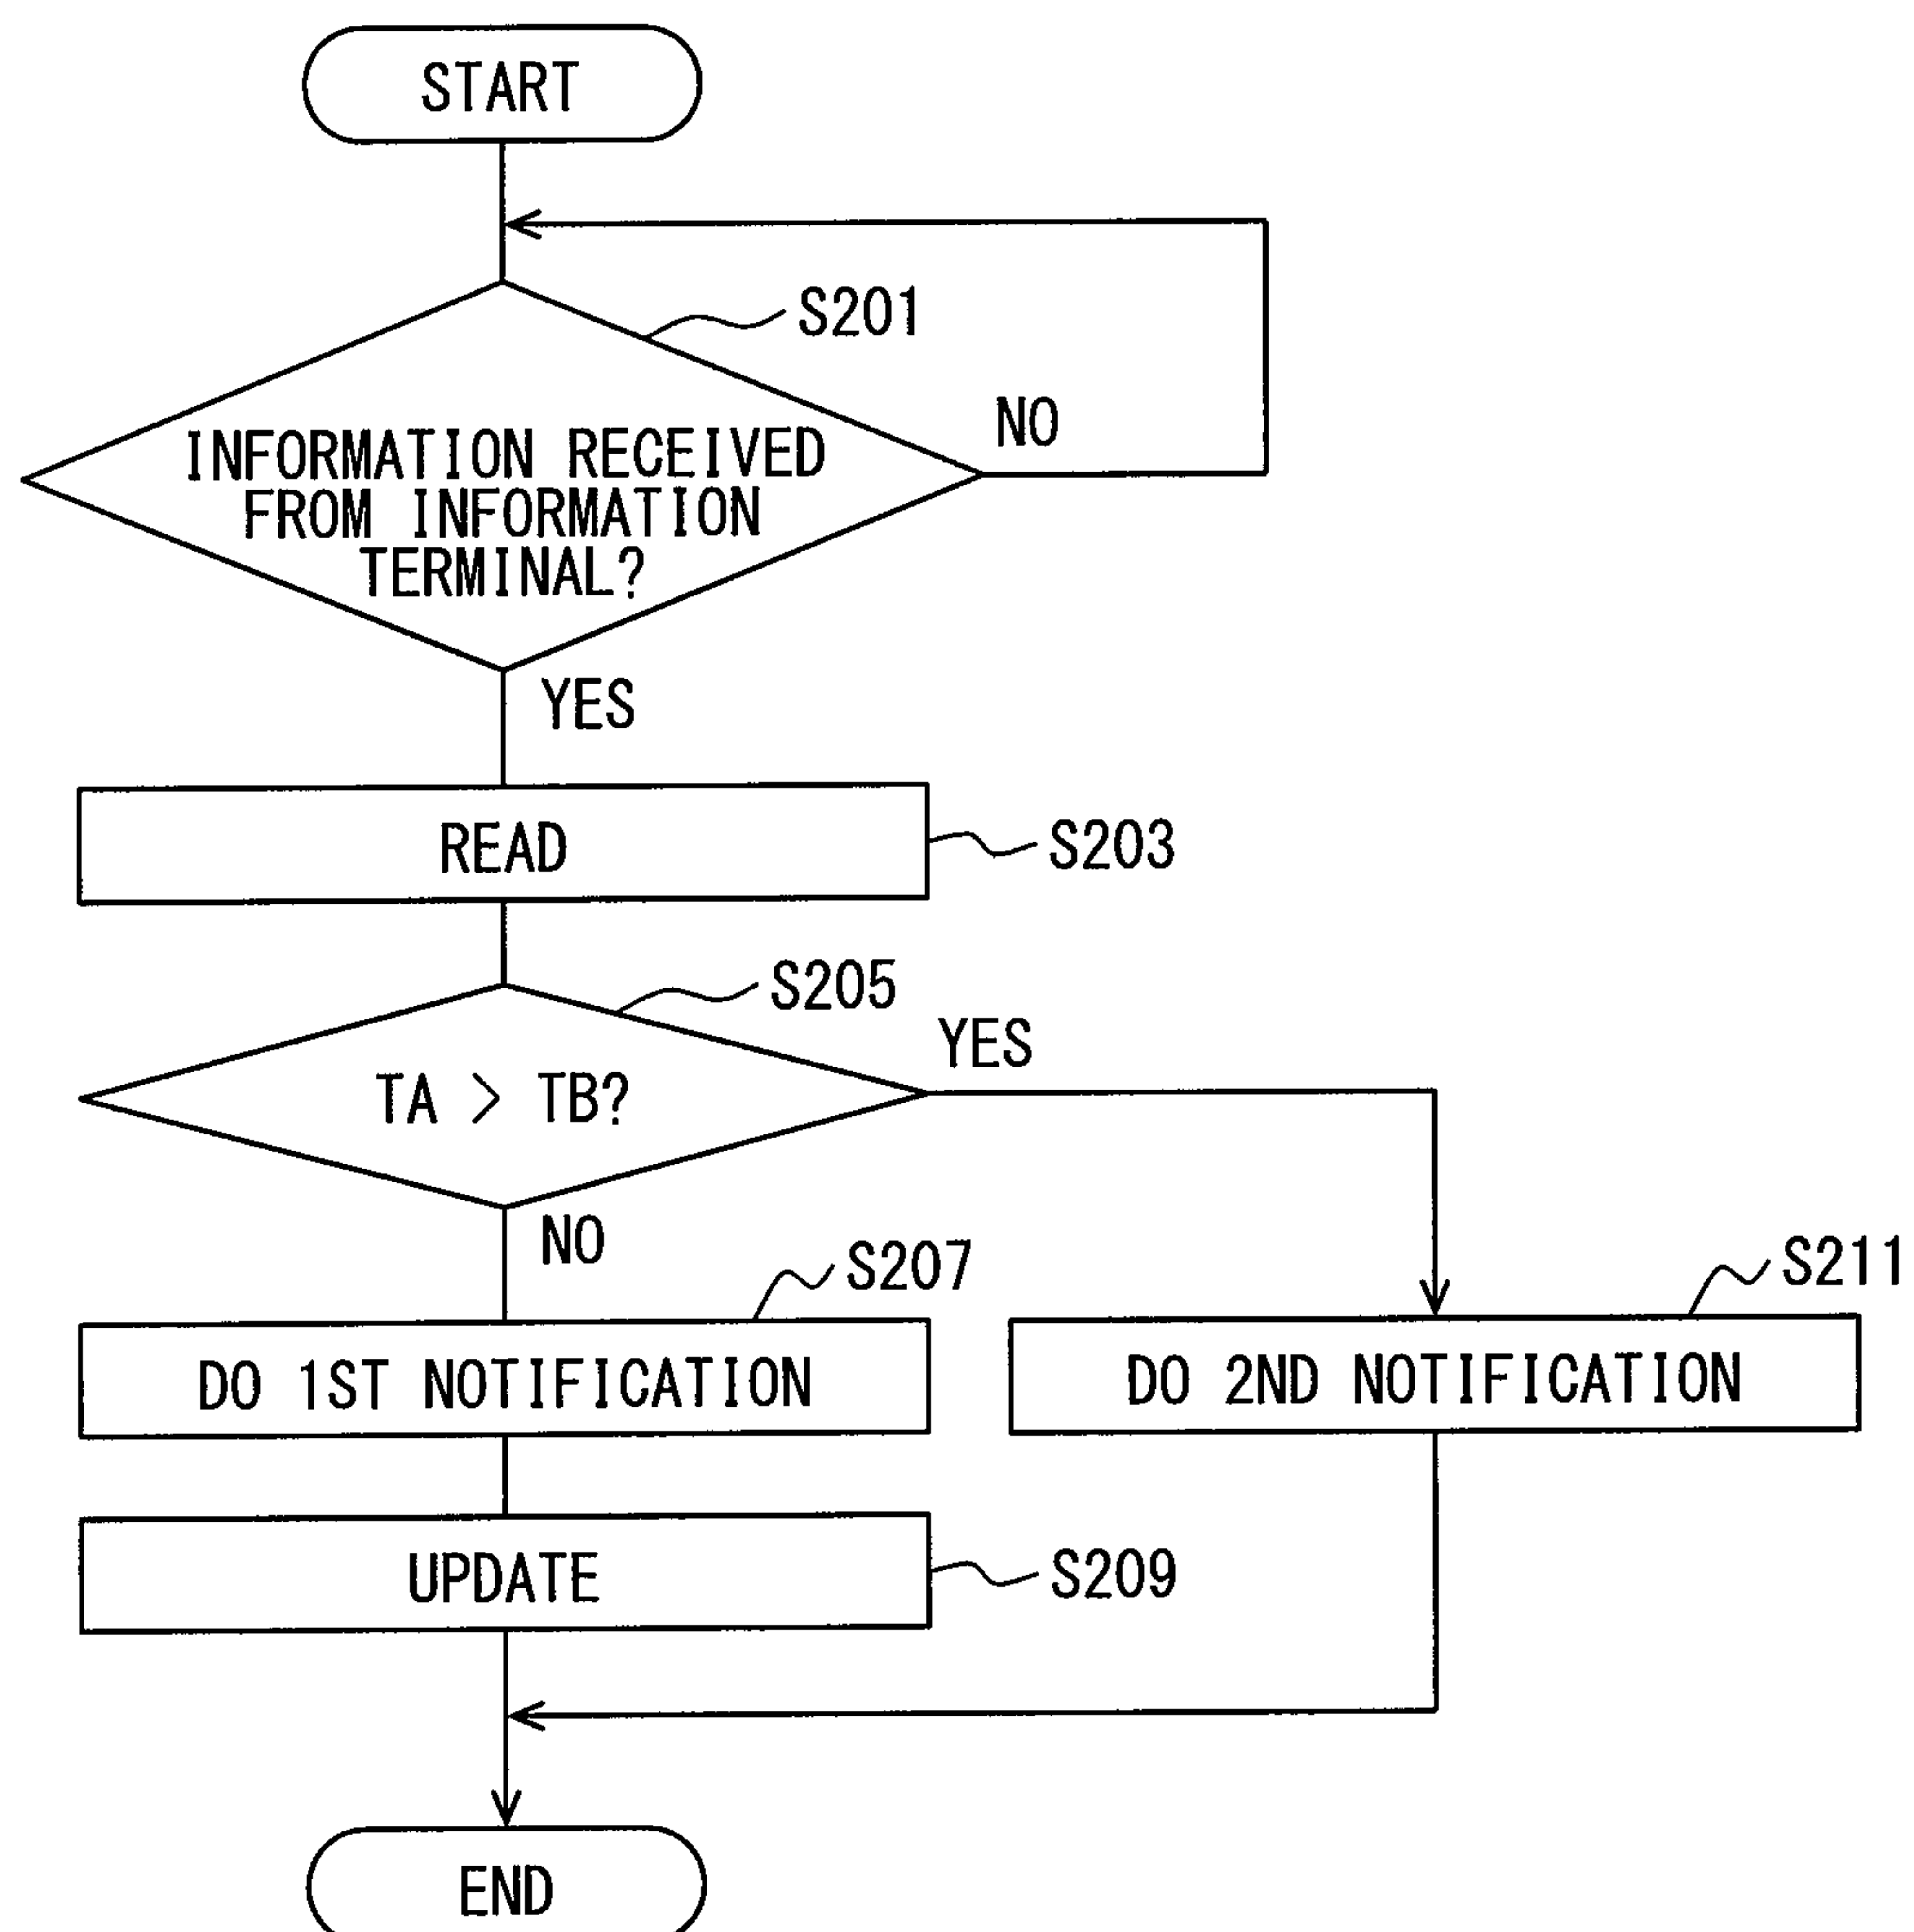 START
S201
NO
INFORMATION RECEIVED
FROM INFORMATION
TERMINAL?
YES
READ
S203
S205
YES
TA > TB?
NO
S207
S211
DO 1ST NOTIFICATION
DO 2ND NOTIFICATION
UPDATE
S209
END